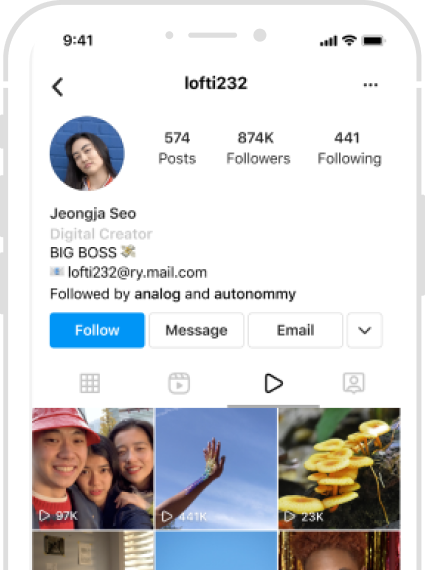 9:41
lofti232
574 874K 441
Posts Followers Following
Jeongja Seo
Digital Creator
BIG BOSS 💸
📧 lofti232@ry.mail.com
Followed by analog and autonommy
Follow Message Email
97K 441K 23K